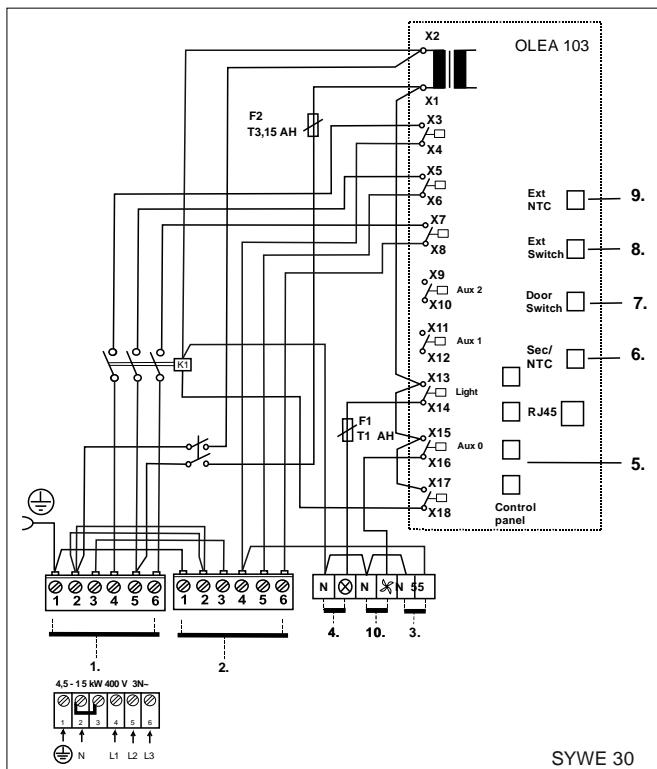 X2
OLEA 103
X1
F2
T3,15 AH
X3
X4
X5
X6
Ext
NTC
9.
X7
X8
Ext
Switch
8.
X9
Aux 2
X10
Door
Switch
7.
X11
Aux 1
X12
Sec/
NTC
6.
K1
X13
Light
X14
RJ45
F1
T1 AH
X15
Aux 0
X16
5.
X17
X18
Control
panel
1 2 3 4 5 6
1 2 3 4 5 6
N N N 55
4. 10. 3.
1. 2.
4,5 - 15 kW 400 V 3N~
1 2 3 4 5 6
N L1 L2 L3
SYWE 30